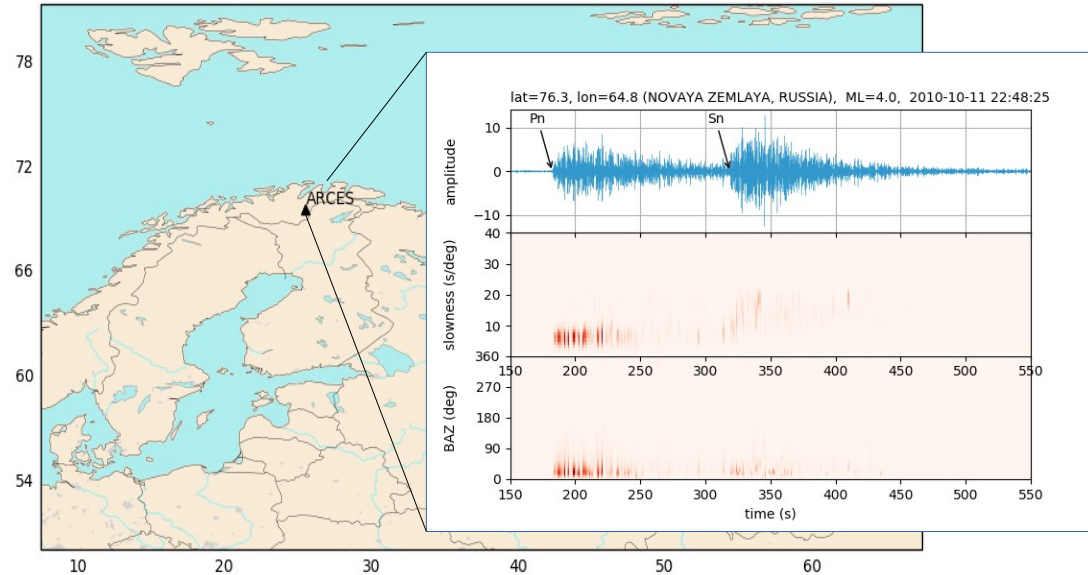 78
72
66
60
54
10
20
30
40
50
60
ARCES
lat=76.3, lon=64.8 (NOVAYA ZEMLAYA, RUSSIA), ML=4.0, 2010-10-11 22:48:25
Pn
Sn
amplitude
10
0
−10
slowness (s/deg)
40
30
20
10
150 200 250 300 350 400 450 500 550
BAZ (deg)
360
270
180
90
0
150 200 250 300 350 400 450 500 550
time (s)